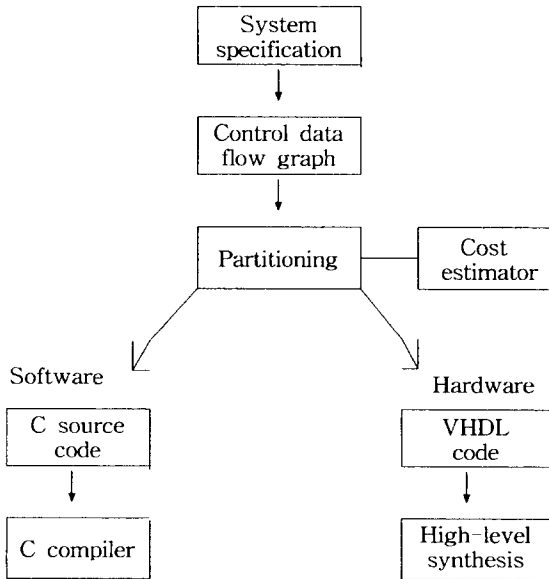 System
specification
Control data
flow graph
Partitioning
Cost
estimator
Software
Hardware
C source
code
VHDL
code
C compiler
High-level
synthesis